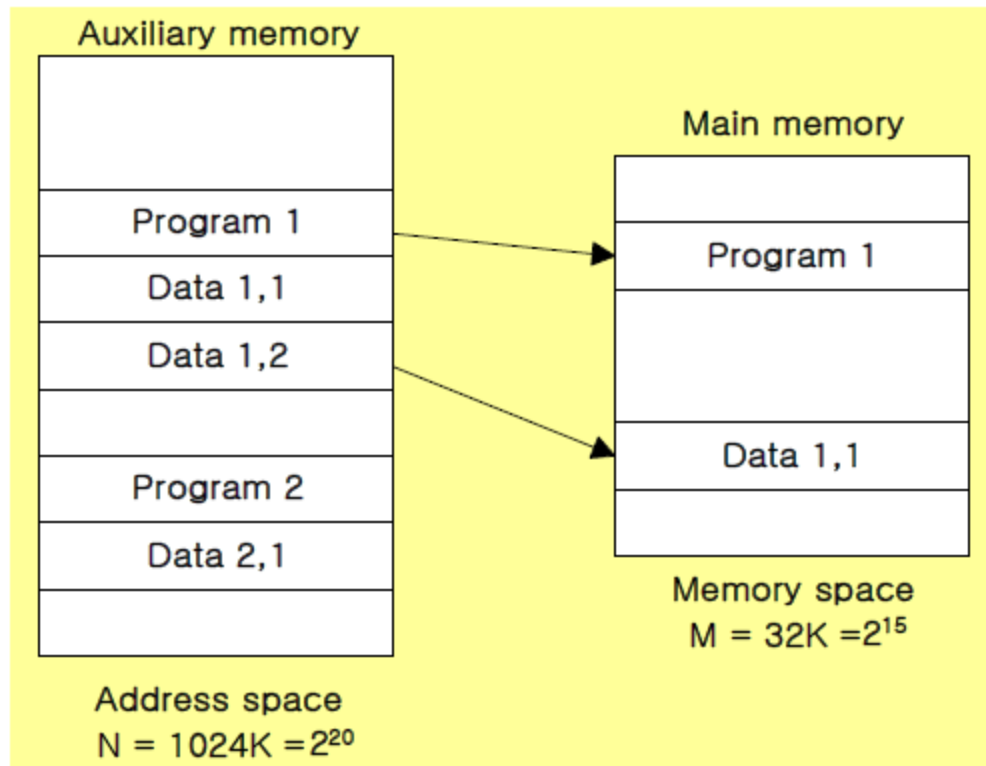 Auxiliary memory
Program 1
Data 1,1
Data 1,2
Program 2
Data 2,1
Address space
N = 1024K =2²⁰
Main memory
Program 1
Data 1,1
Memory space
M = 32K =2¹⁵